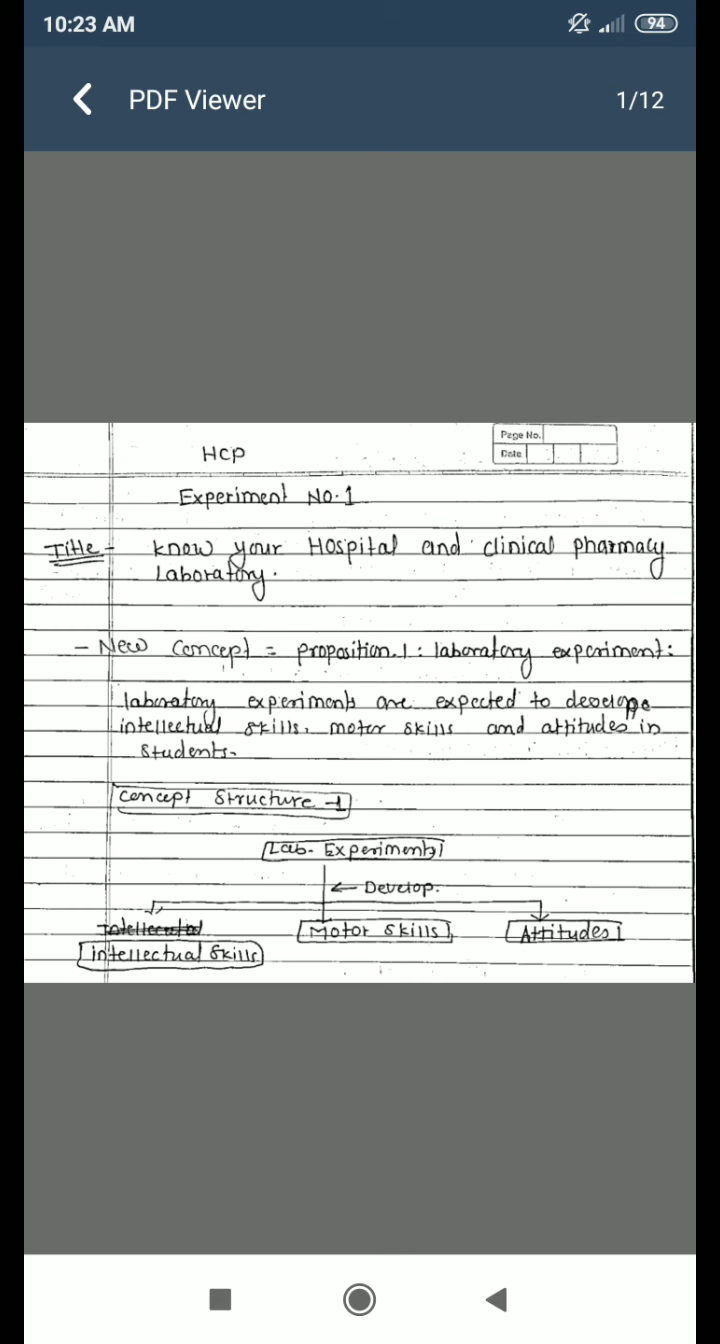 10:23 AM
94
PDF Viewer
1/12
Page No.
Date
HCP
Experiment No. 1
Title - know your Hospital and clinical pharmacy
Laboratory.
- New Concept = proposition.1 : laboratory experiment:
laboratory experiments are expected to develope
intellectual skills, motor skills and attitudes in
students.
Concept Structure - 1
Lab. Experiments
← Develop.
Motor Skills
Attitudes
intellectual skills